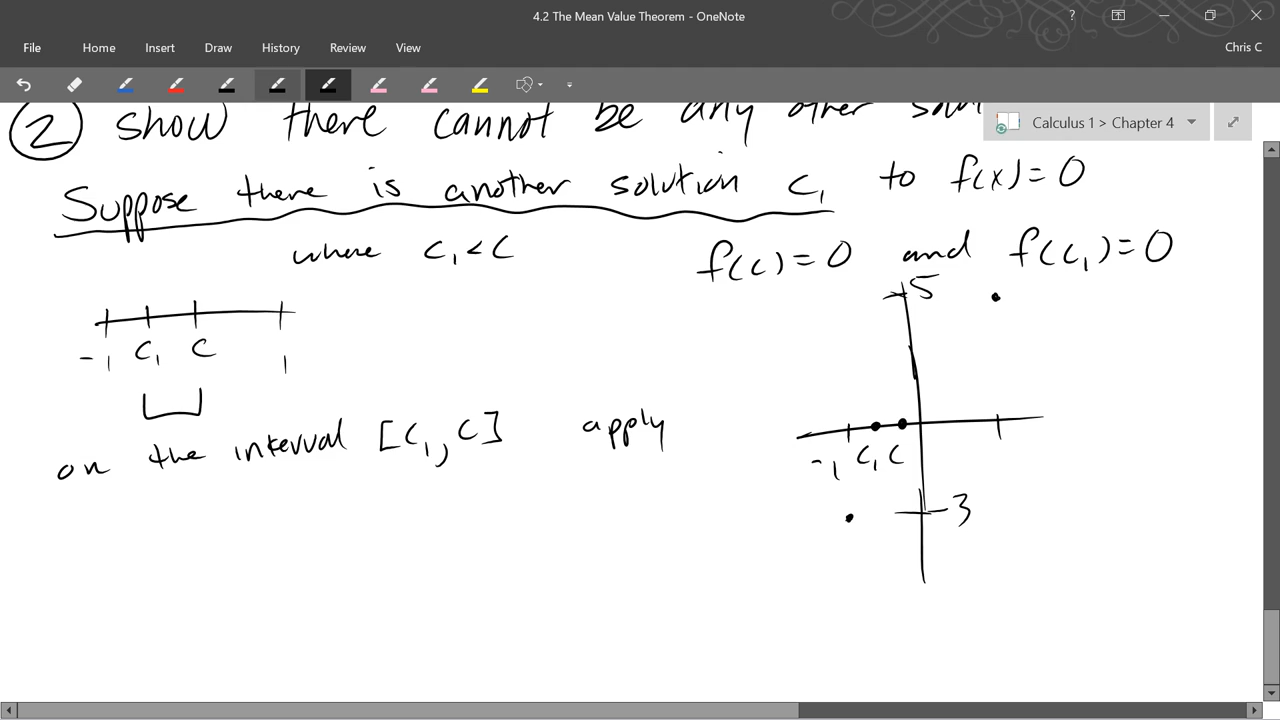 4.2 The Mean Value Theorem - OneNote
?
File Home Insert Draw History Review View
Chris C
Calculus 1 > Chapter 4
② show there cannot be any other
Suppose there is another solution C₁ to f(x)=0
where C₁<C f(c)=0 and f(c₁)=0
5
-1 C₁ C 1
on the interval [C₁, C] apply
-1 C₁ C
-3